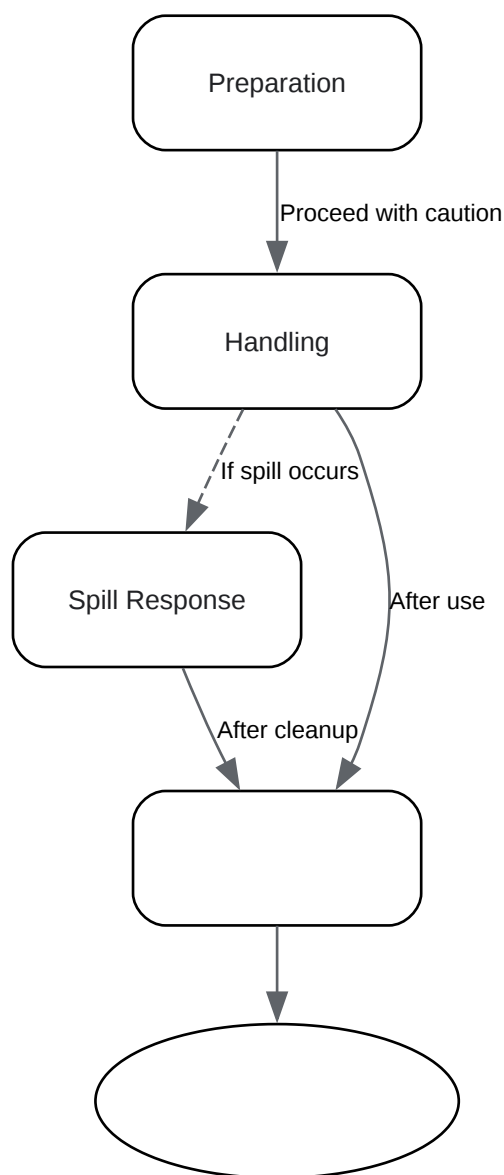 Preparation
Proceed with caution
Handling
If spill occurs
Spill Response
After use
After cleanup